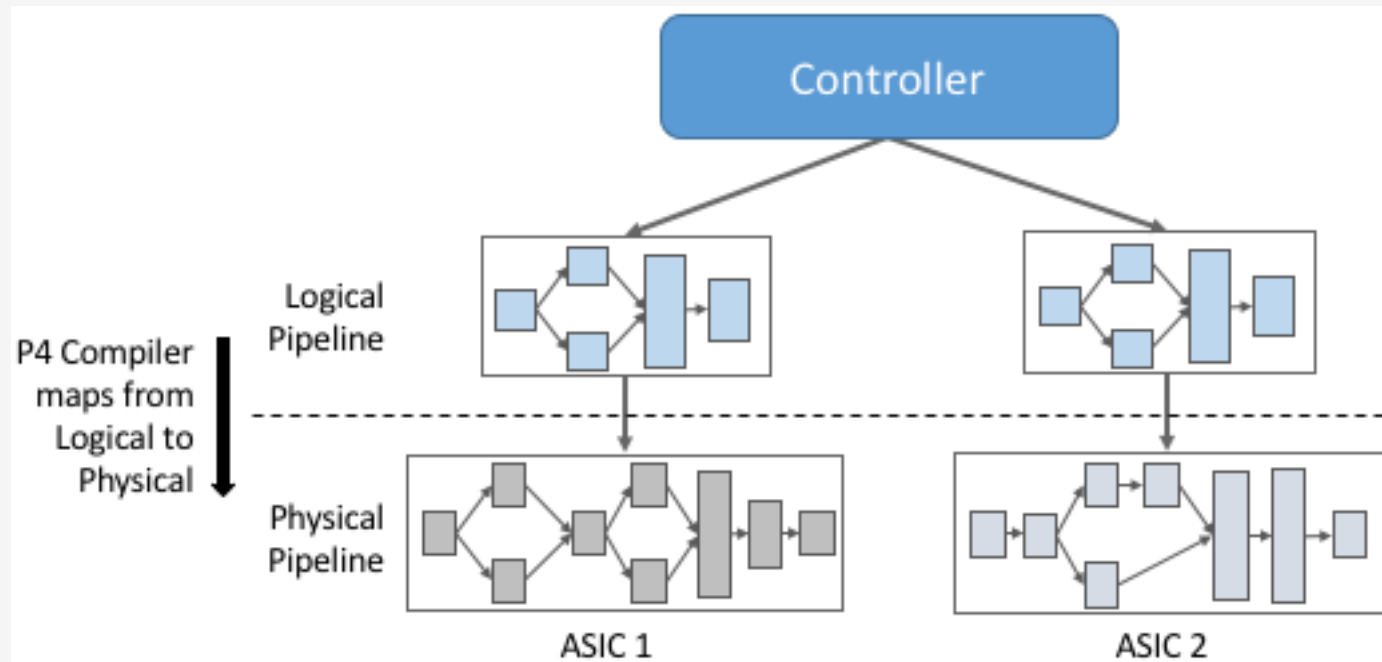 Controller
Logical
Pipeline
P4 Compiler
maps from
Logical to
Physical
Physical
Pipeline
ASIC 1
ASIC 2